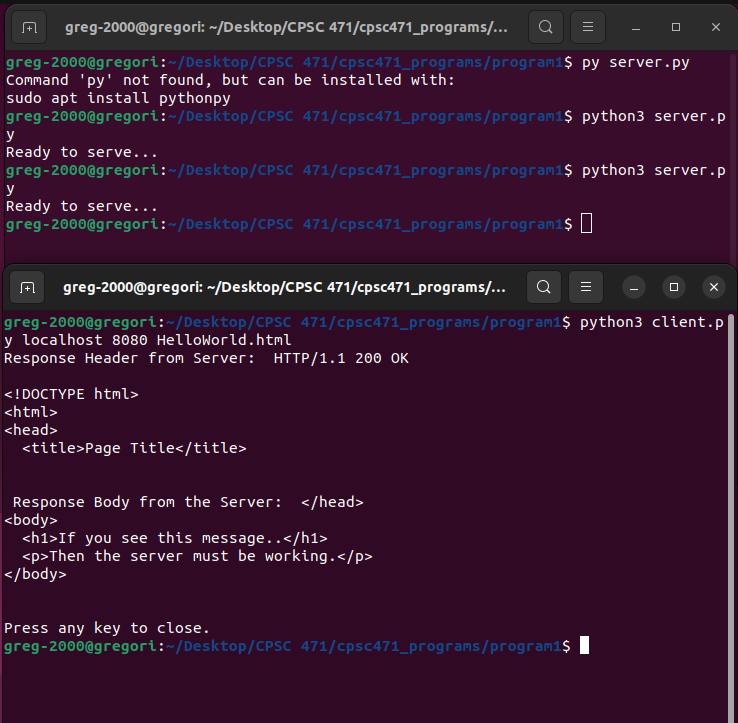 greg-2000@gregori: ~/Desktop/CPSC 471/cpsc471_programs/...
greg-2000@gregori:~/Desktop/CPSC 471/cpsc471_programs/program1$ py server.py
Command 'py' not found, but can be installed with:
sudo apt install pythonpy
greg-2000@gregori:~/Desktop/CPSC 471/cpsc471_programs/program1$ python3 server.p
y
Ready to serve...
greg-2000@gregori:~/Desktop/CPSC 471/cpsc471_programs/program1$ python3 server.p
y
Ready to serve...
greg-2000@gregori:~/Desktop/CPSC 471/cpsc471_programs/program1$
greg-2000@gregori: ~/Desktop/CPSC 471/cpsc471_programs/...
greg-2000@gregori:~/Desktop/CPSC 471/cpsc471_programs/program1$ python3 client.p
y localhost 8080 HelloWorld.html
Response Header from Server:  HTTP/1.1 200 OK
<!DOCTYPE html>
<html>
<head>
  <title>Page Title</title>
 Response Body from the Server:  </head>
<body>
  <h1>If you see this message..</h1>
  <p>Then the server must be working.</p>
</body>
Press any key to close.
greg-2000@gregori:~/Desktop/CPSC 471/cpsc471_programs/program1$